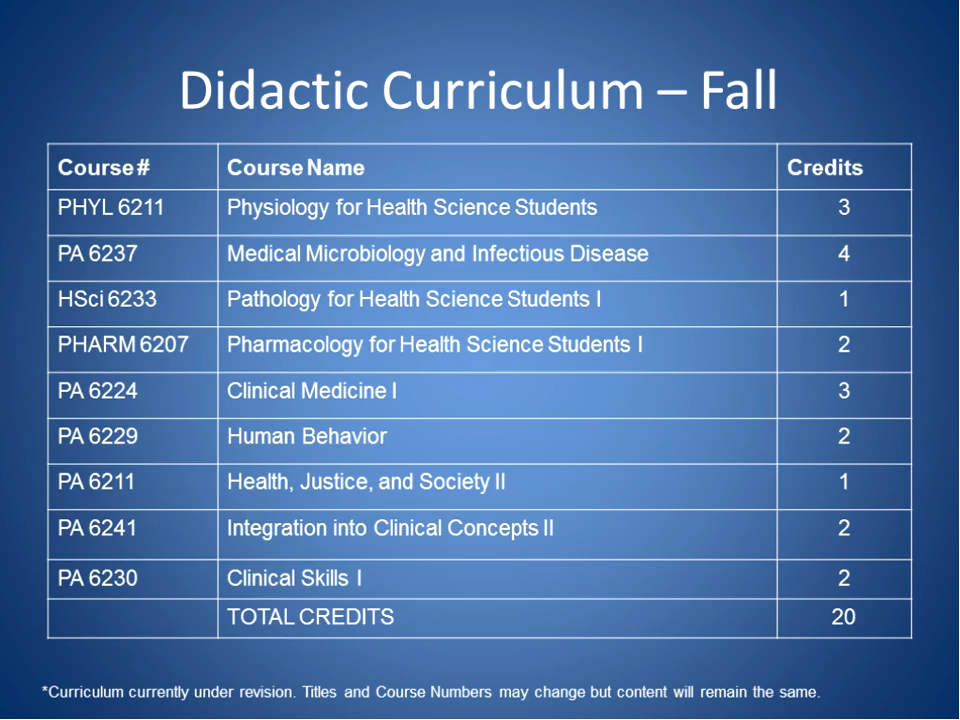 Didactic Curriculum – Fall
Course # Course Name Credits
PHYL 6211 Physiology for Health Science Students 3
PA 6237 Medical Microbiology and Infectious Disease 4
HSci 6233 Pathology for Health Science Students I 1
PHARM 6207 Pharmacology for Health Science Students I 2
PA 6224 Clinical Medicine I 3
PA 6229 Human Behavior 2
PA 6211 Health, Justice, and Society II 1
PA 6241 Integration into Clinical Concepts II 2
PA 6230 Clinical Skills I 2
TOTAL CREDITS 20
*Curriculum currently under revision. Titles and Course Numbers may change but content will remain the same.